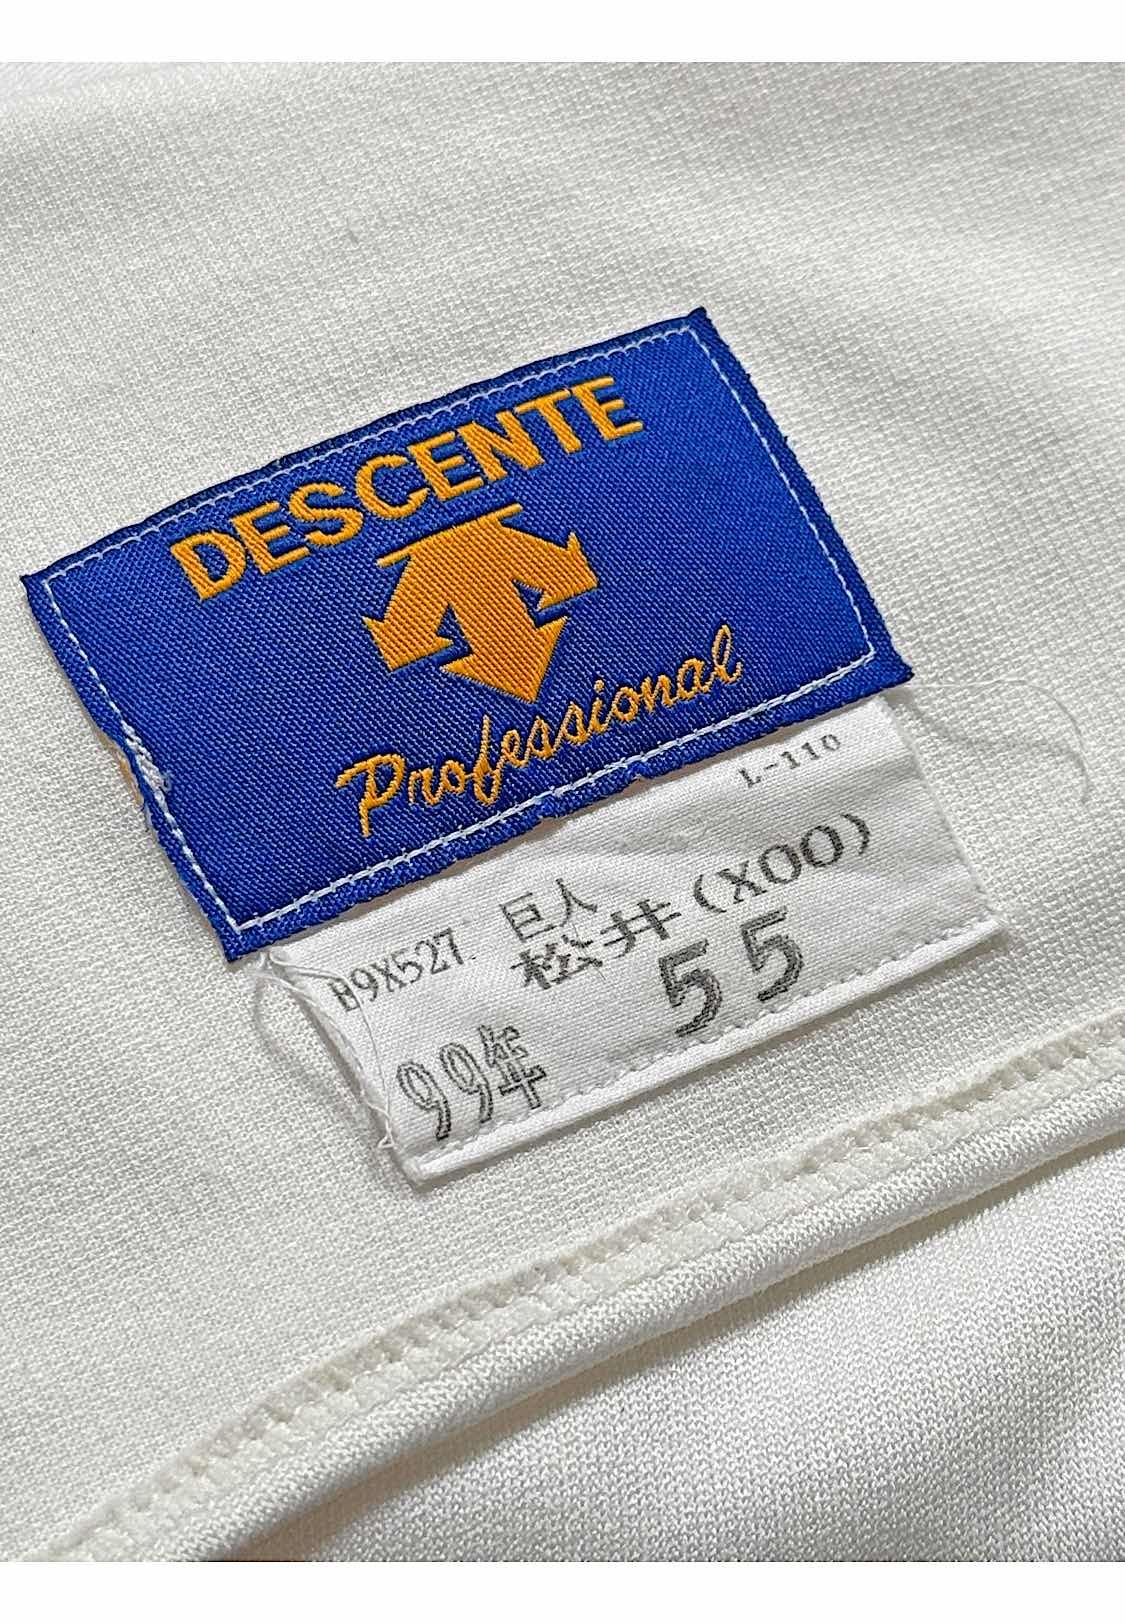 DESCENTE
Professional
L-110
B9X527 巨人
松井(XOO)
99年 55